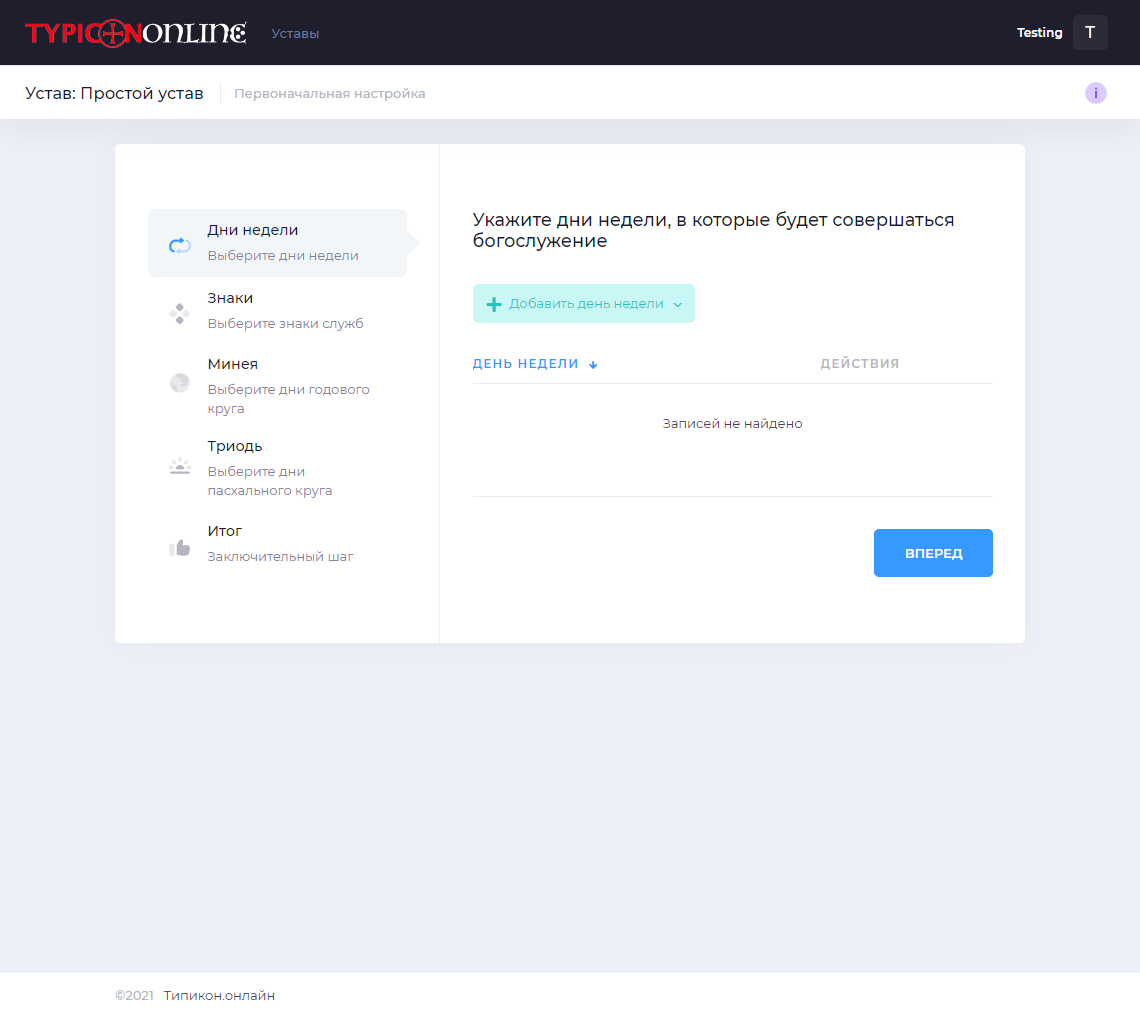 TYPICONONLINE Уставы Testing T
Устав: Простой устав Первоначальная настройка i
Дни недели
Выберите дни недели
Знаки
Выберите знаки служб
Минея
Выберите дни годового
круга
Триодь
Выберите дни
пасхального круга
Итог
Заключительный шаг
Укажите дни недели, в которые будет совершаться
богослужение
Добавить день недели
ДЕНЬ НЕДЕЛИ ДЕЙСТВИЯ
Записей не найдено
ВПЕРЕД
©2021 Типикон.онлайн